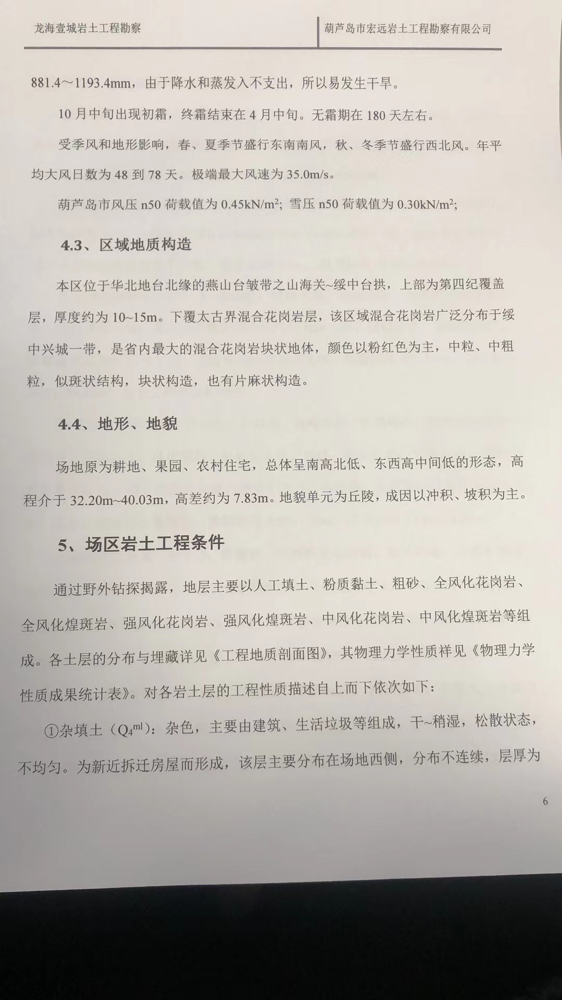 龙海壹城岩土工程勘察
葫芦岛市宏远岩土工程勘察有限公司
881.4～1193.4mm，由于降水和蒸发入不支出，所以易发生干旱。
10 月中旬出现初霜，终霜结束在 4 月中旬。无霜期在 180 天左右。
受季风和地形影响，春、夏季节盛行东南南风，秋、冬季节盛行西北风。年平
均大风日数为 48 到 78 天。极端最大风速为 35.0m/s。
葫芦岛市风压 n50 荷载值为 0.45kN/m²; 雪压 n50 荷载值为 0.30kN/m²;
4.3、区域地质构造
本区位于华北地台北缘的燕山台皱带之山海关~绥中台拱，上部为第四纪覆盖
层，厚度约为 10~15m。下覆太古界混合花岗岩层，该区域混合花岗岩广泛分布于绥
中兴城一带，是省内最大的混合花岗岩块状地体，颜色以粉红色为主，中粒、中粗
粒，似斑状结构，块状构造，也有片麻状构造。
4.4、地形、地貌
场地原为耕地、果园、农村住宅，总体呈南高北低、东西高中间低的形态，高
程介于 32.20m~40.03m，高差约为 7.83m。地貌单元为丘陵，成因以冲积、坡积为主。
5、场区岩土工程条件
通过野外钻探揭露，地层主要以人工填土、粉质黏土、粗砂、全风化花岗岩、
全风化煌斑岩、强风化花岗岩、强风化煌斑岩、中风化花岗岩、中风化煌斑岩等组
成。各土层的分布与埋藏详见《工程地质剖面图》，其物理力学性质祥见《物理力学
性质成果统计表》。对各岩土层的工程性质描述自上而下依次如下：
①杂填土（Q₄ᵐˡ）：杂色，主要由建筑、生活垃圾等组成，干~稍湿，松散状态，
不均匀。为新近拆迁房屋而形成，该层主要分布在场地西侧，分布不连续，层厚为
6